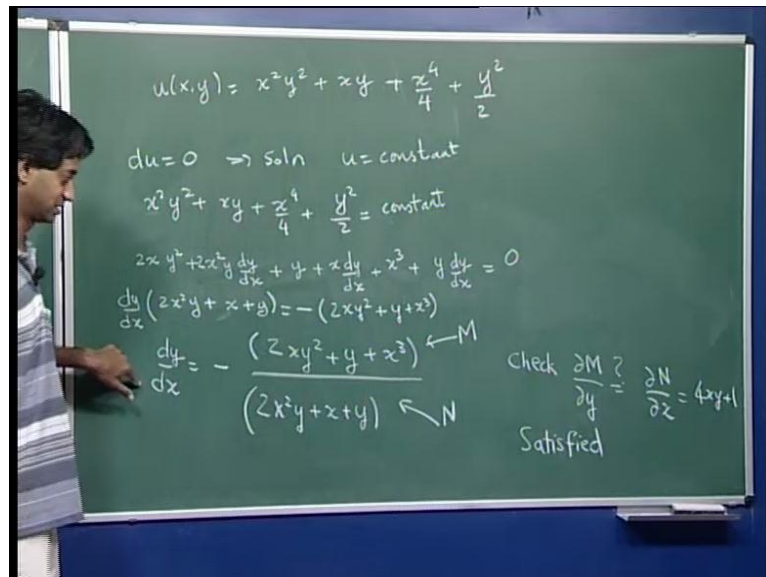 u(x,y) = x²y² + xy + x⁴/4 + y²/2
du = 0 ⇒ soln u = constant
x²y² + xy + x⁴/4 + y²/2 = constant
2xy² + 2x²y dy/dx + y + x dy/dx + x³ + y dy/dx = 0
dy/dx (2x²y + x + y) = -(2xy² + y + x³)
dy/dx = - (2xy² + y + x³) / (2x²y + x + y) ← M ← N
Check ∂M/∂y ≟ ∂N/∂x = 4xy+1
Satisfied